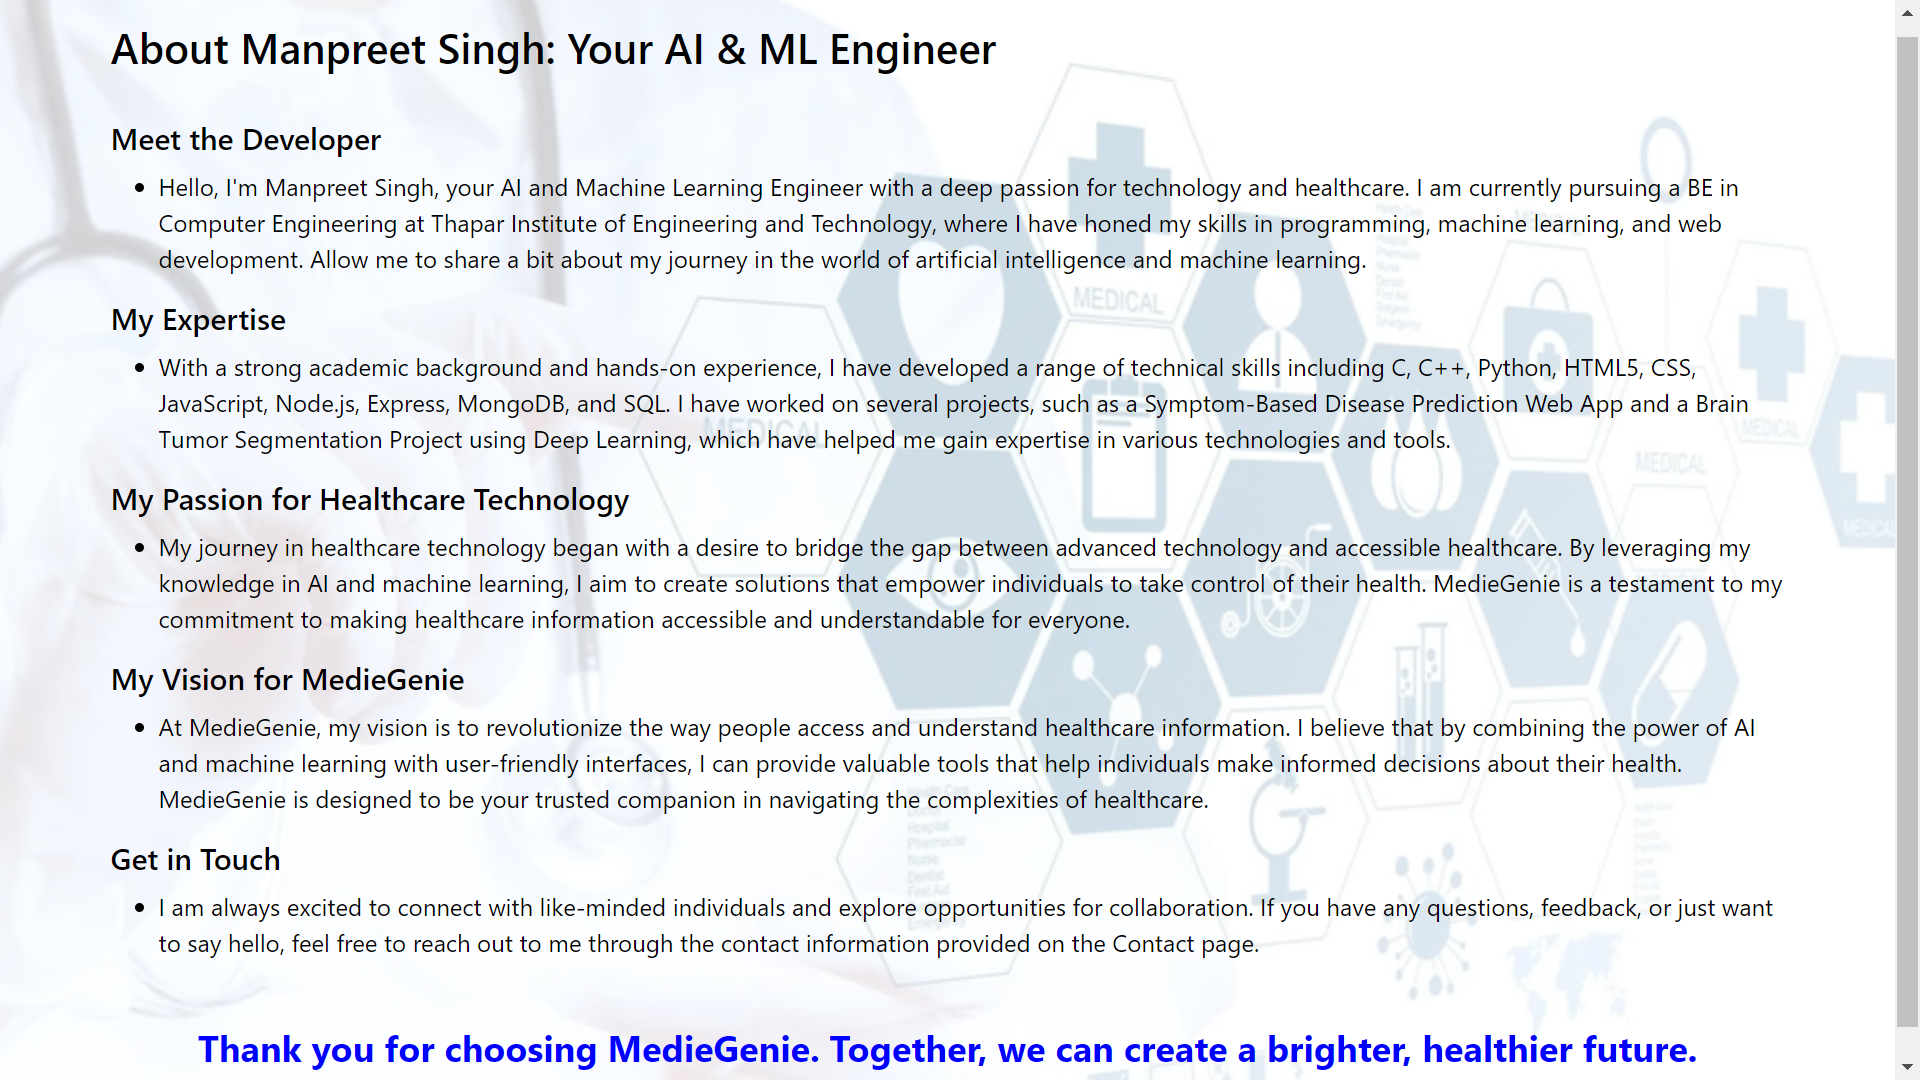 About Manpreet Singh: Your AI & ML Engineer
Meet the Developer
Hello, I'm Manpreet Singh, your AI and Machine Learning Engineer with a deep passion for technology and healthcare. I am currently pursuing a BE in
Computer Engineering at Thapar Institute of Engineering and Technology, where I have honed my skills in programming, machine learning, and web
development. Allow me to share a bit about my journey in the world of artificial intelligence and machine learning.
MEDICAL
My Expertise
With a strong academic background and hands-on experience, I have developed a range of technical skills including C, C++, Python, HTML5, CSS,
JavaScript, Node.js, Express, MongoDB, and SQL. I have worked on several projects, such as a Symptom-Based Disease Prediction Web App and a Brain
Tumor Segmentation Project using Deep Learning, which have helped me gain expertise in various technologies and tools.
MEDICAL
MEDICAL
MEDICAL
My Passion for Healthcare Technology
MEDICAL
My journey in healthcare technology began with a desire to bridge the gap between advanced technology and accessible healthcare. By leveraging my
knowledge in AI and machine learning, I aim to create solutions that empower individuals to take control of their health. MedieGenie is a testament to my
commitment to making healthcare information accessible and understandable for everyone.
My Vision for MedieGenie
At MedieGenie, my vision is to revolutionize the way people access and understand healthcare information. I believe that by combining the power of AI
and machine learning with user-friendly interfaces, I can provide valuable tools that help individuals make informed decisions about their health.
MedieGenie is designed to be your trusted companion in navigating the complexities of healthcare.
Health Care
Hospital
Pharmacist
Nurse
Dentist
First Aid
Emergency
Get in Touch
I am always excited to connect with like-minded individuals and explore opportunities for collaboration. If you have any questions, feedback, or just want
to say hello, feel free to reach out to me through the contact information provided on the Contact page.
Thank you for choosing MedieGenie. Together, we can create a brighter, healthier future.